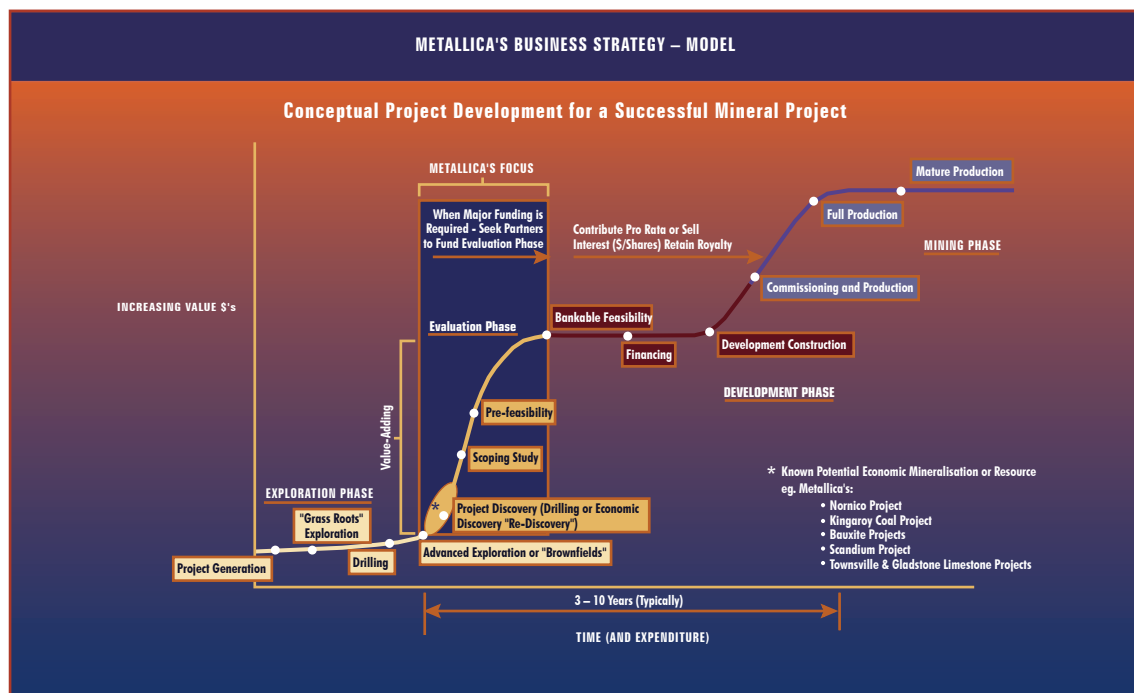 METALLICA'S BUSINESS STRATEGY – MODEL
Conceptual Project Development for a Successful Mineral Project
METALLICA'S FOCUS
When Major Funding is
Required - Seek Partners
to Fund Evaluation Phase
Contribute Pro Rata or Sell
Interest ($/Shares) Retain Royalty
Mature Production
Full Production
MINING PHASE
Commissioning and Production
INCREASING VALUE $'s
Evaluation Phase
Bankable Feasibility
Financing
Development Construction
DEVELOPMENT PHASE
Value-Adding
Pre-feasibility
Scoping Study
EXPLORATION PHASE
"Grass Roots"
Exploration
*
Project Discovery (Drilling or Economic
Discovery "Re-Discovery")
Project Generation
Drilling
Advanced Exploration or "Brownfields"
* Known Potential Economic Mineralisation or Resource
eg. Metallica's:
• Nornico Project
• Kingaroy Coal Project
• Bauxite Projects
• Scandium Project
• Townsville & Gladstone Limestone Projects
3 – 10 Years (Typically)
TIME (AND EXPENDITURE)